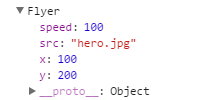 ▼ Flyer
speed: 100
src: "hero.jpg"
x: 100
y: 200
▶ __proto__: Object